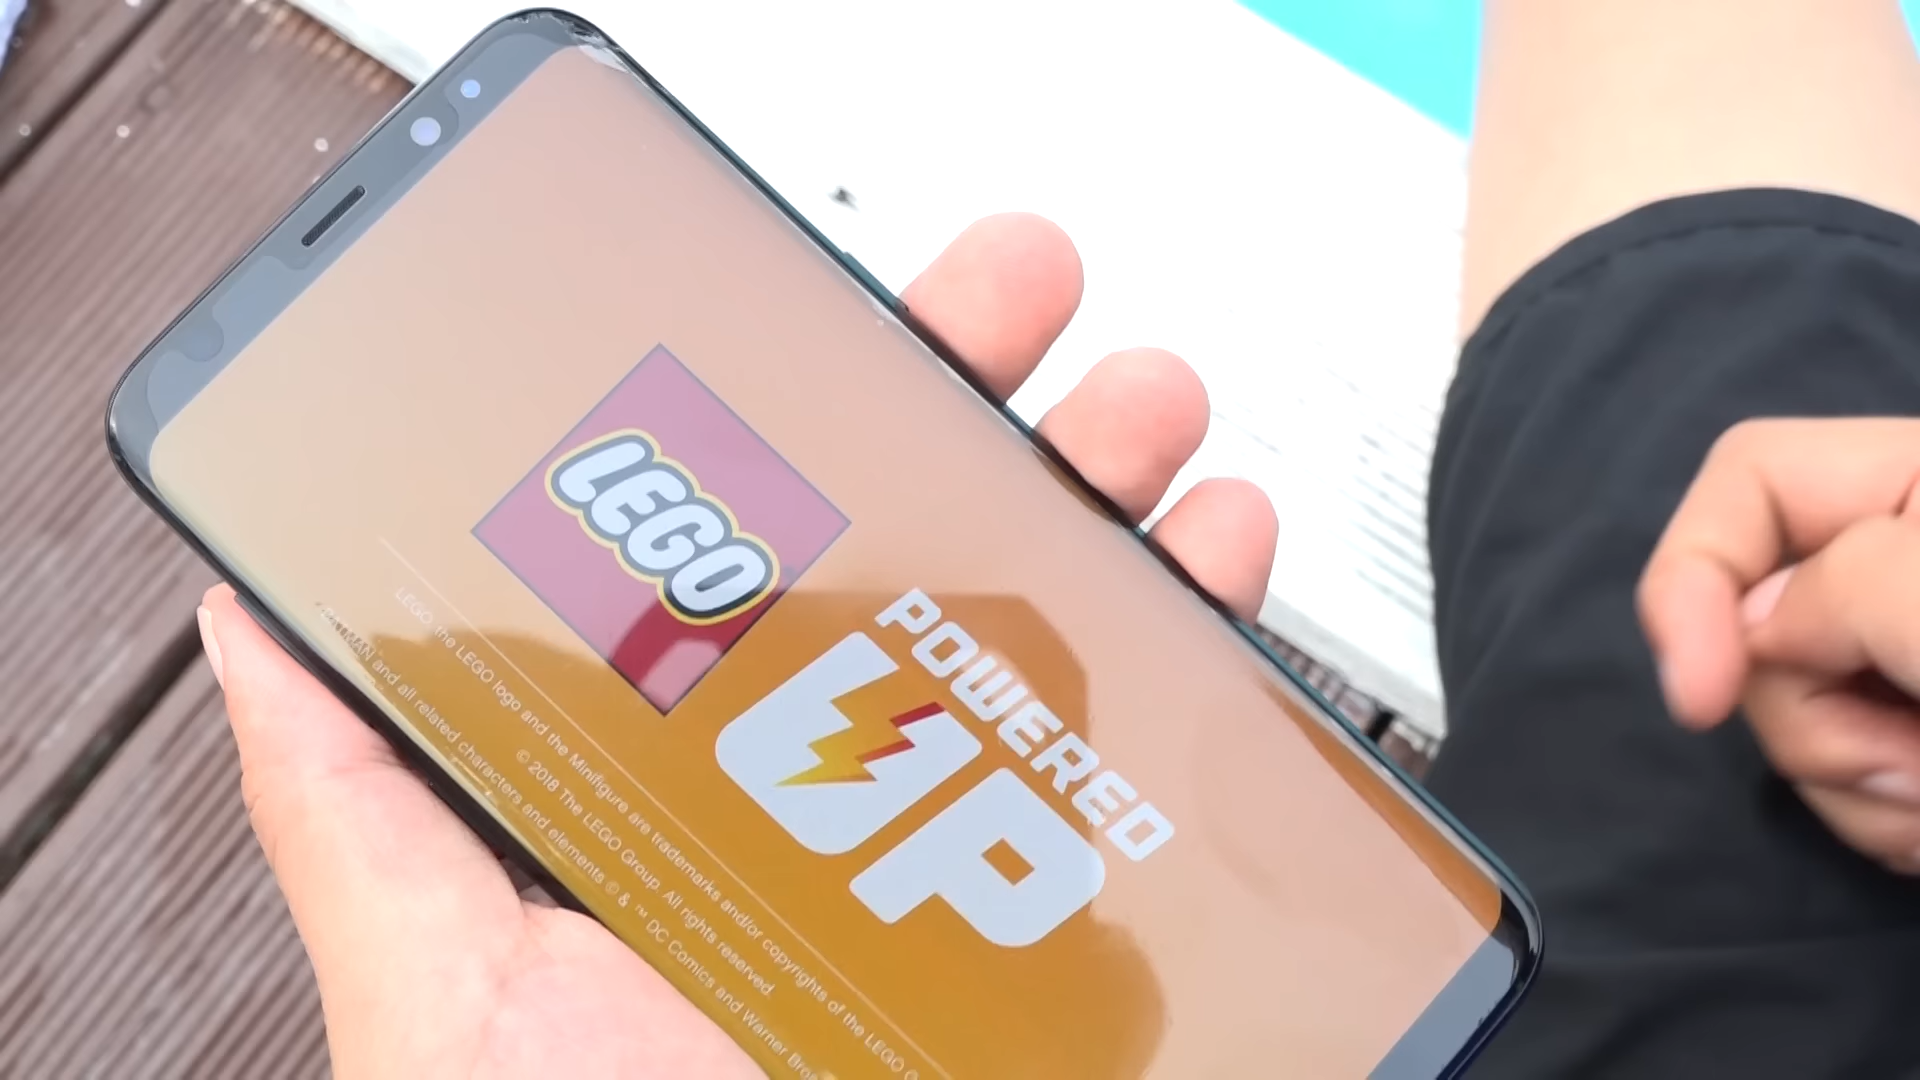 LEGO
POWERED
UP
LEGO, the LEGO logo and the Minifigure are trademarks and/or copyrights of the LEGO
© 2018 The LEGO Group. All rights reserved.
BATMAN and all related characters and elements © & ™ DC Comics and Warner Bros